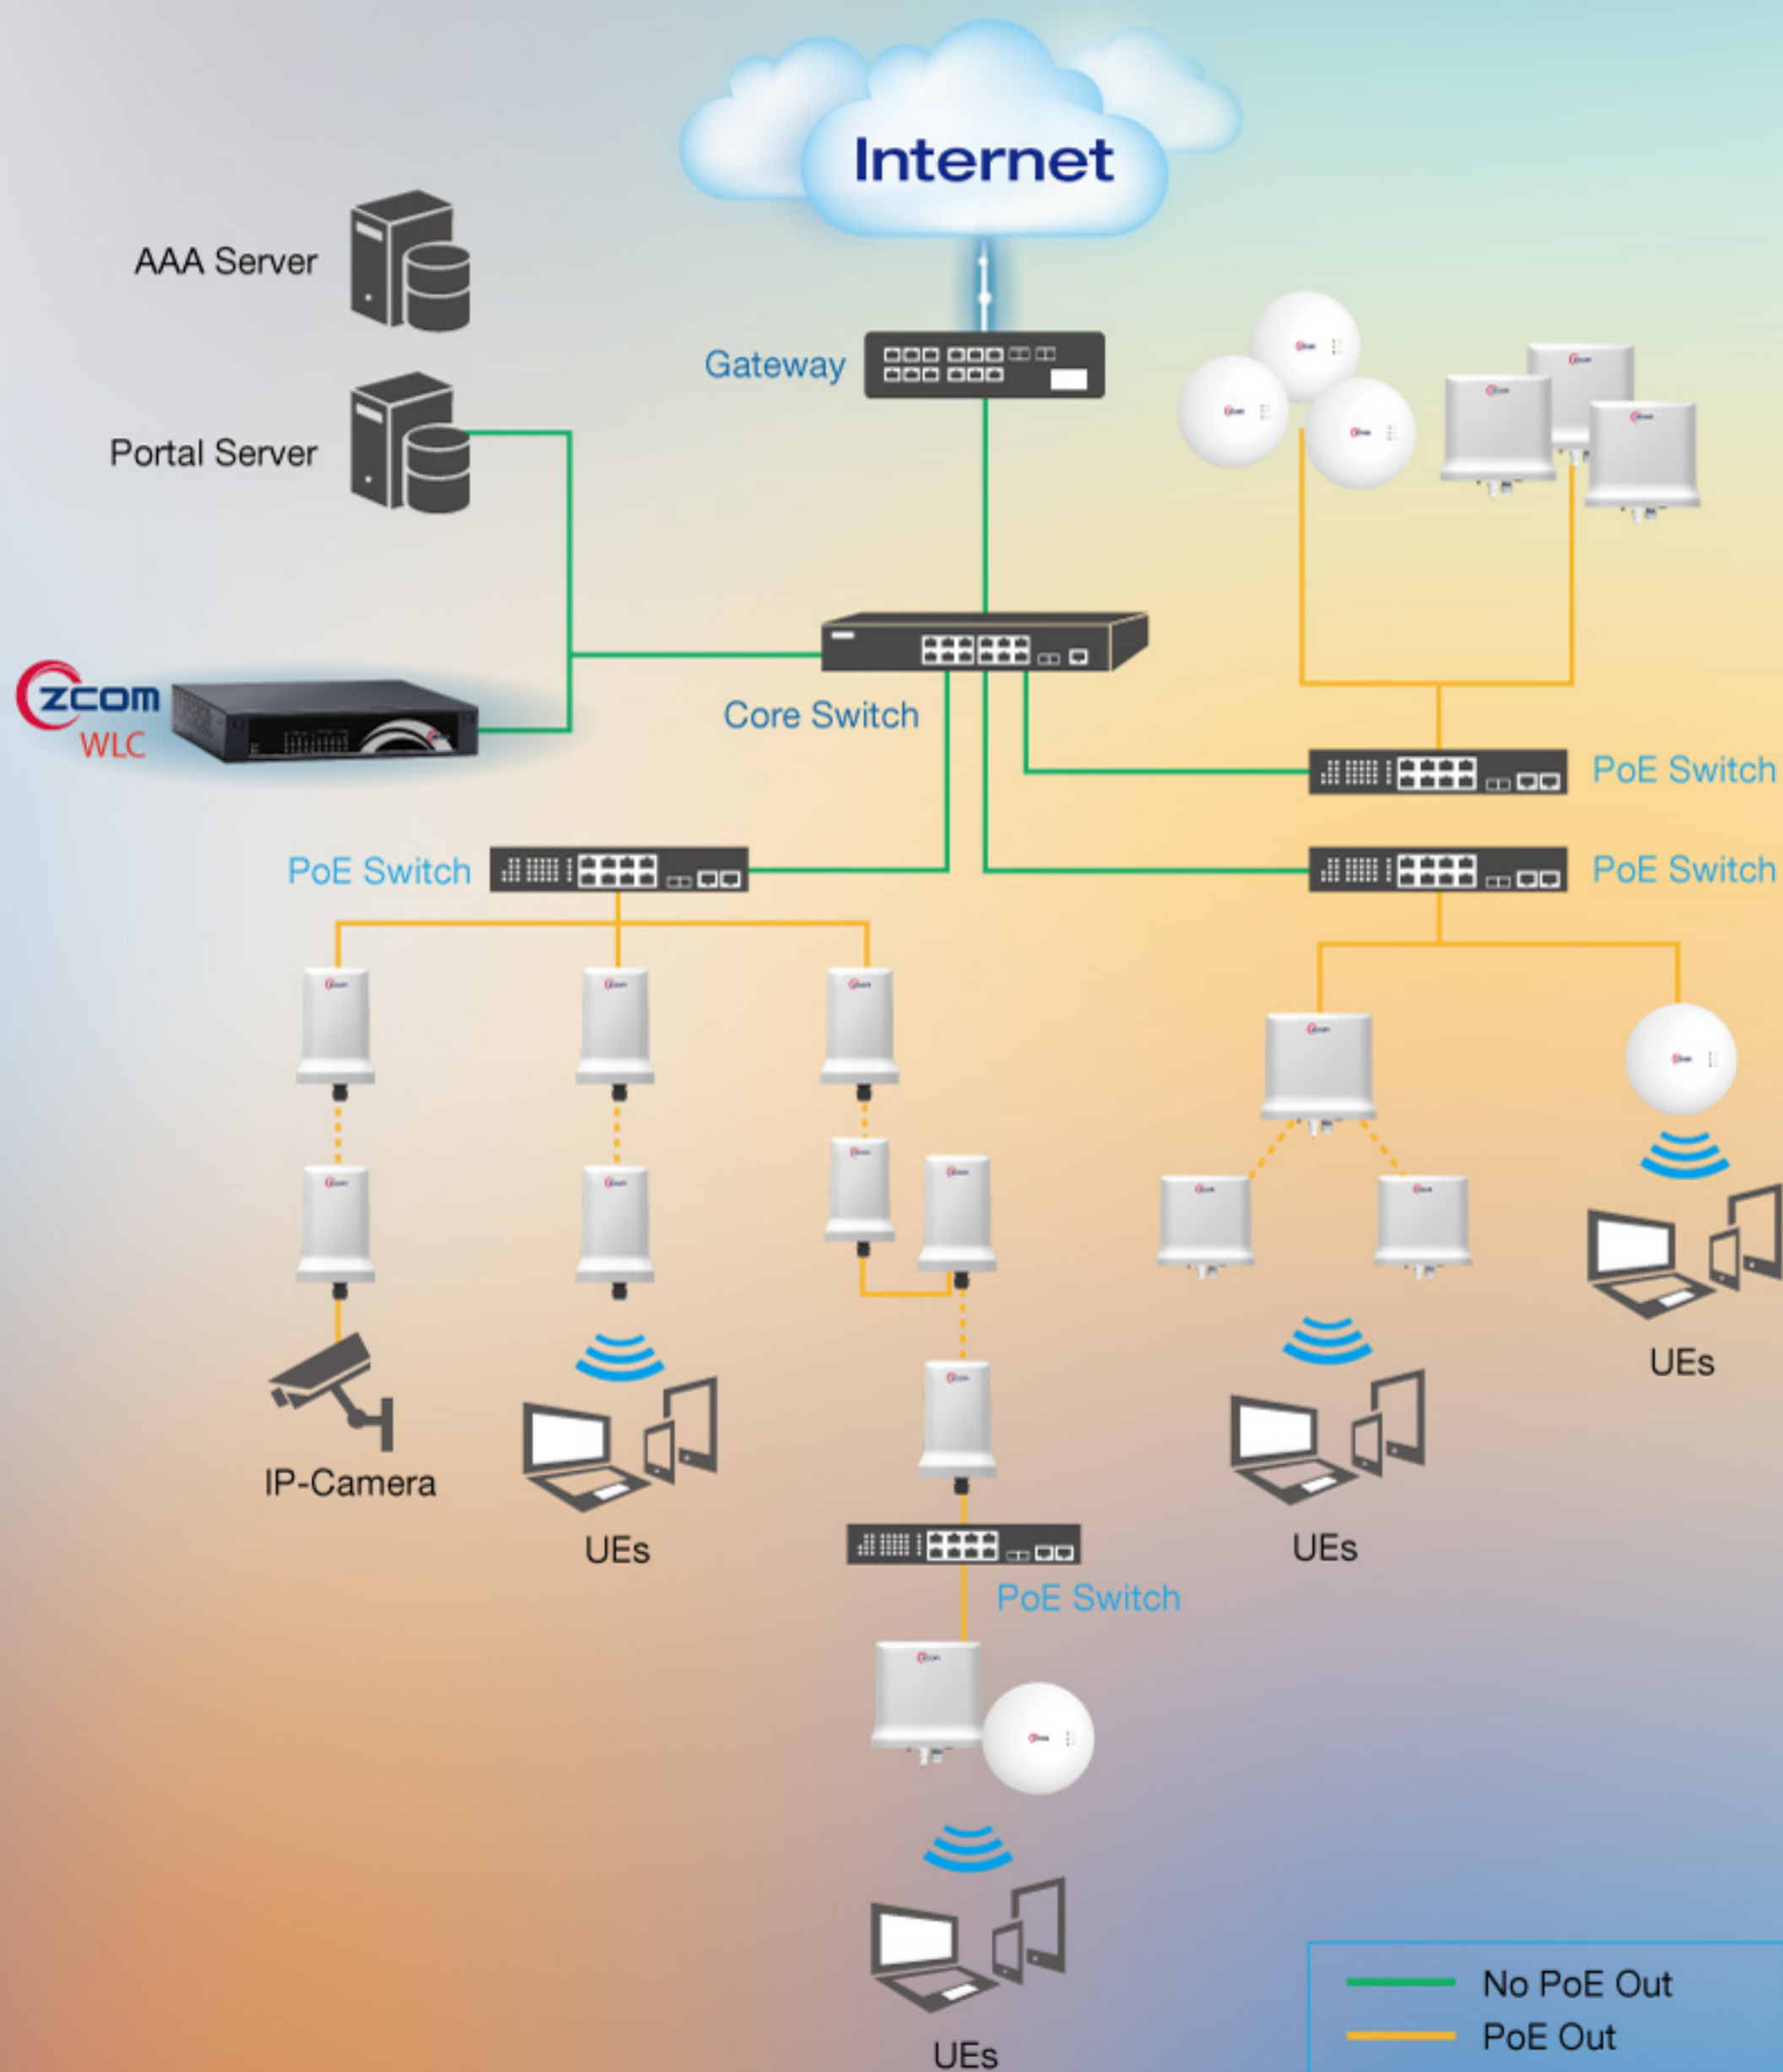 Internet
AAA Server
Gateway
Portal Server
zcom
WLC
Core Switch
PoE Switch
PoE Switch
PoE Switch
IP-Camera
UEs
UEs
UEs
PoE Switch
UEs
No PoE Out
PoE Out